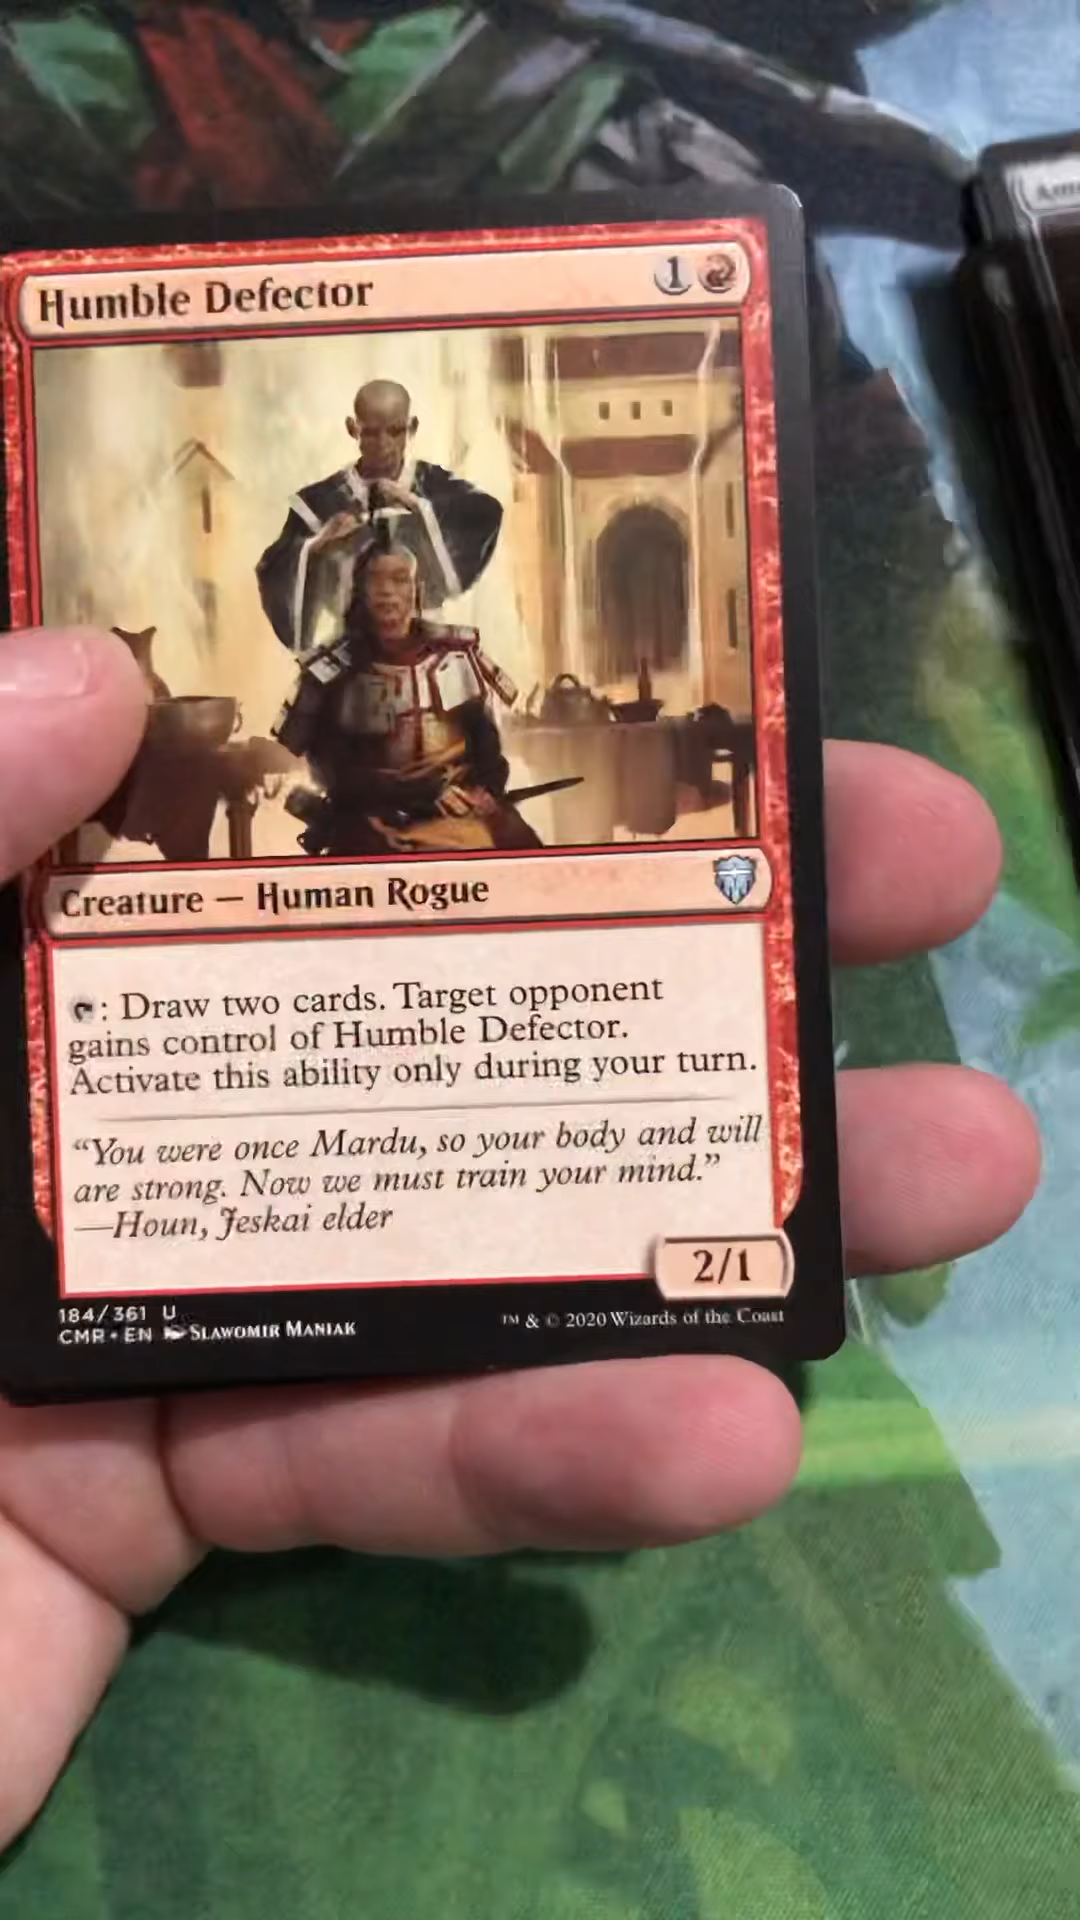 Humble Defector
1
Creature — Human Rogue
: Draw two cards. Target opponent
gains control of Humble Defector.
Activate this ability only during your turn.
“You were once Mardu, so your body and will
are strong. Now we must train your mind.”
—Houn, Jeskai elder
2/1
184/361 U
CMR • EN SLAWOMIR MANIAK
™ & © 2020 Wizards of the Coast